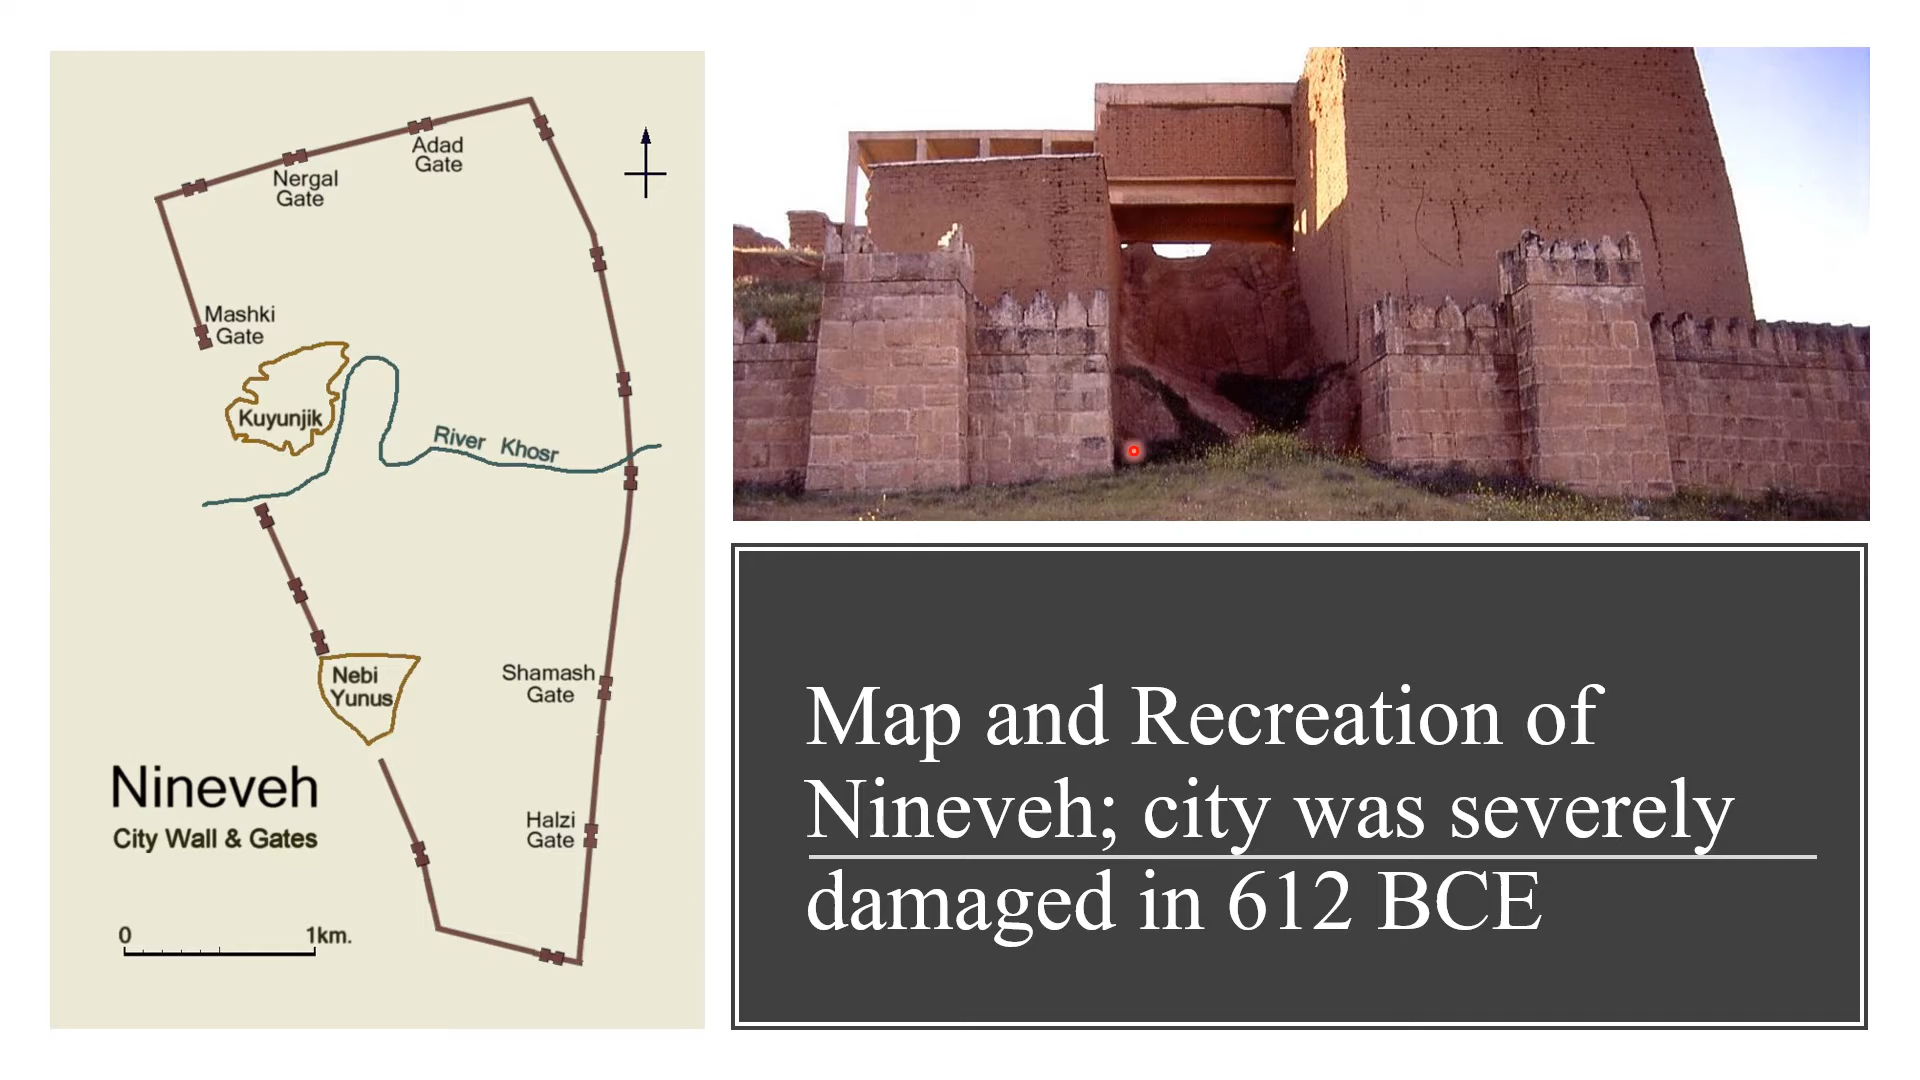 Adad
Gate
Nergal
Gate
Mashki
Gate
Kuyunjik
River Khosr
Nebi
Yunus
Shamash
Gate
Halzi
Gate
Nineveh
City Wall & Gates
0 1km.
Map and Recreation of
Nineveh; city was severely
damaged in 612 BCE